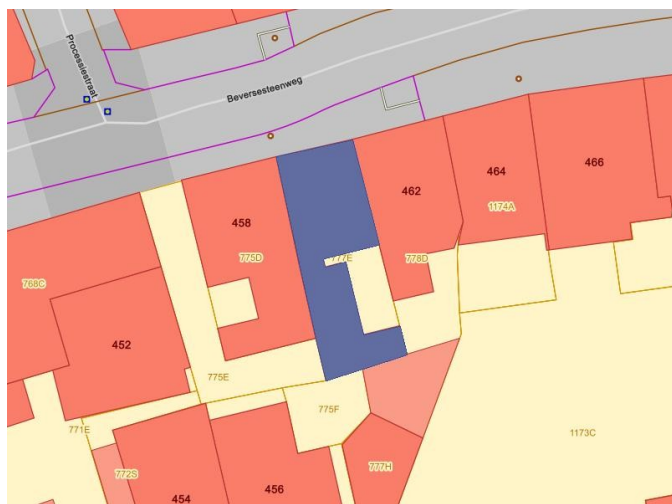 Processiestraat
Beversesteenweg
462
464
466
458
1174A
775D
777E
778D
768C
452
775E
775F
771E
1173C
777H
772S
454
456